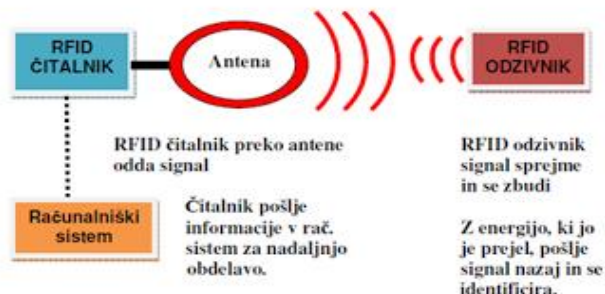 RFID
ČITALNIK
Antena
RFID
ODZIVNIK
RFID čitalnik preko antene
odda signal
RFID odzivnik
signal sprejme
in se zbudi
Računalniški
sistem
Čitalnik pošlje
informacije v rač.
sistem za nadaljnjo
obdelavo.
Z energijo, ki jo
je prejel, pošlje
signal nazaj in se
identificira.